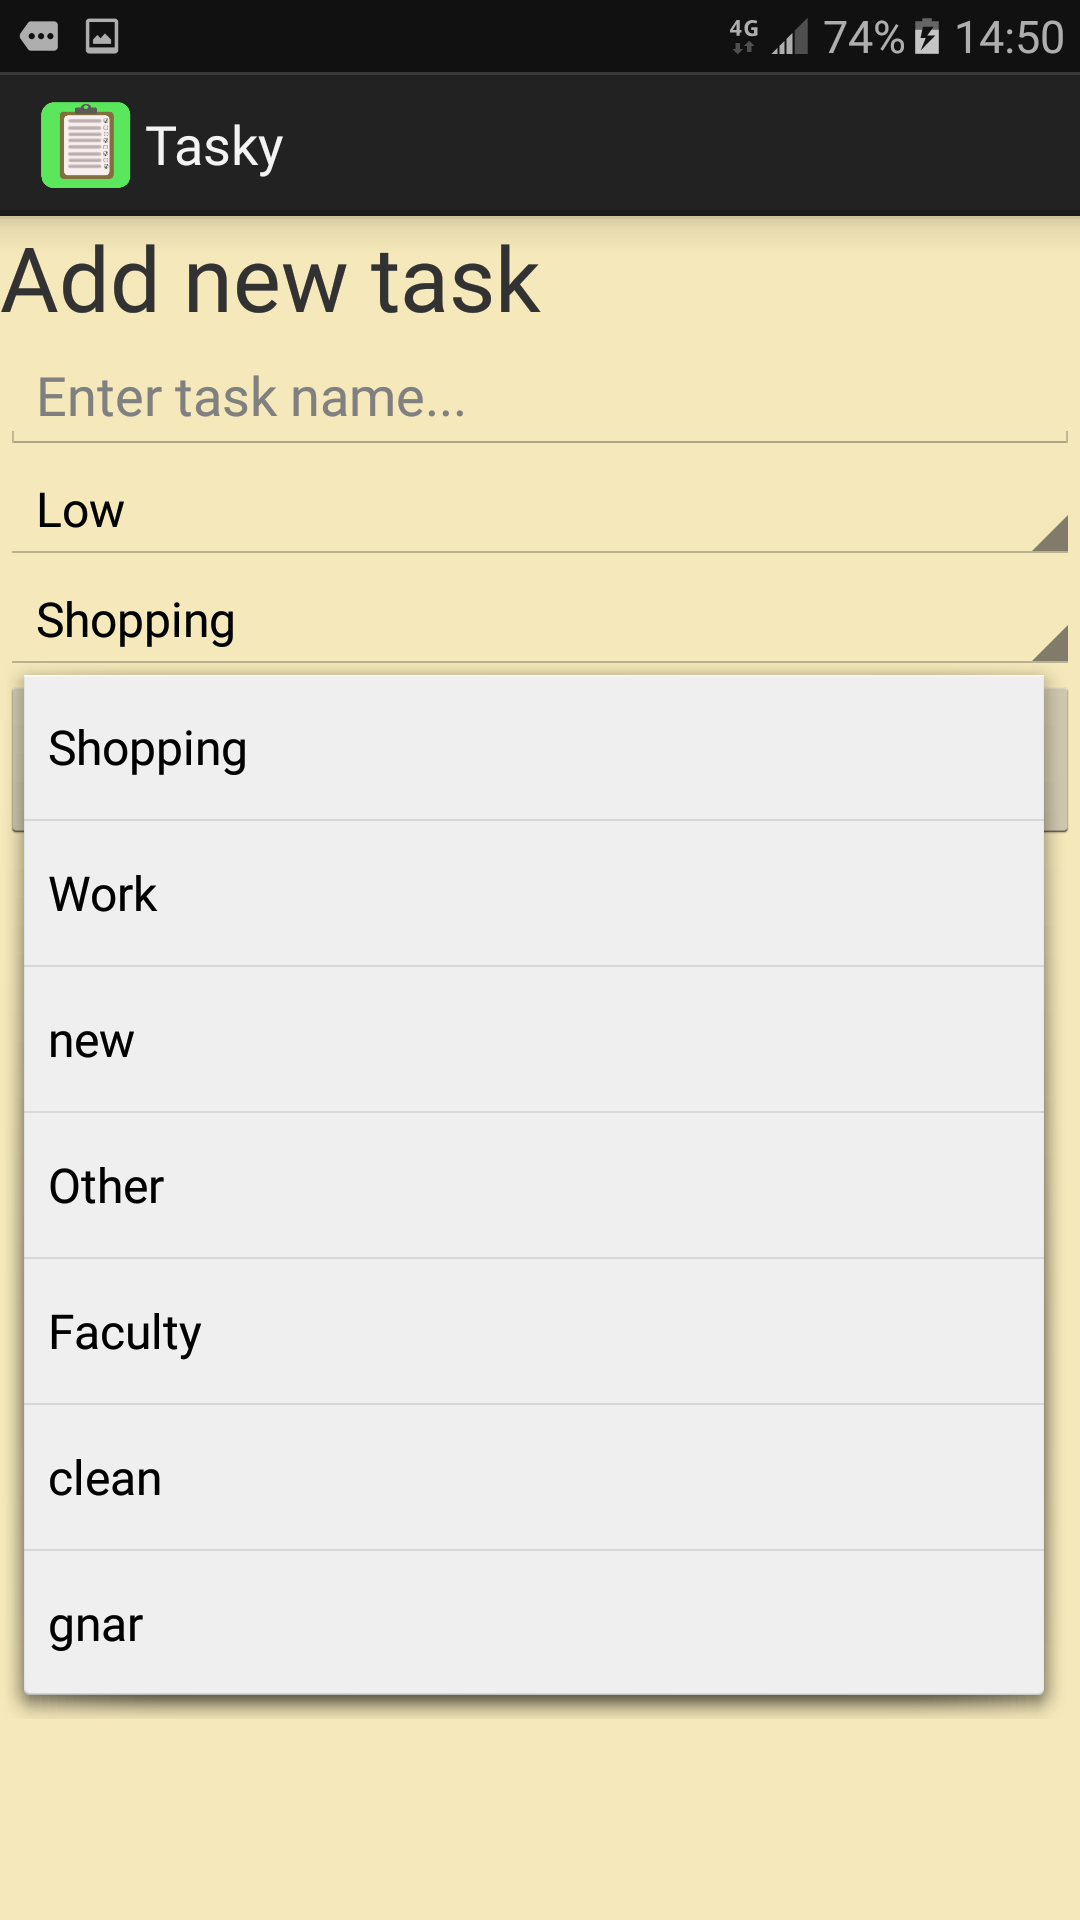 4G 74% 14:50
Tasky
Add new task
Enter task name...
Low
Shopping
Shopping
Work
new
Other
Faculty
clean
gnar